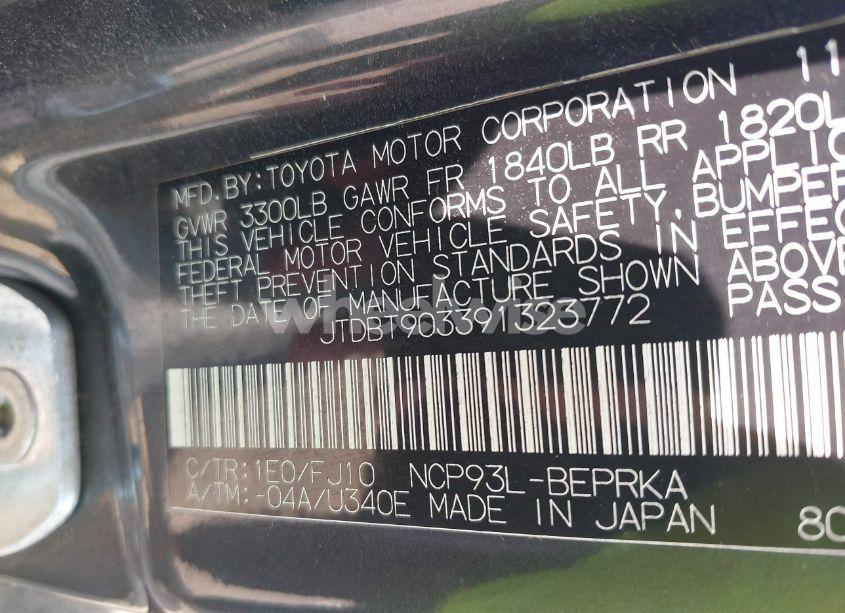 MFD. BY: TOYOTA MOTOR CORPORATION 11
GVWR 3300LB GAWR FR 1840LB RR 1820L
THIS VEHICLE CONFORMS TO ALL APPLIC
FEDERAL MOTOR VEHICLE SAFETY, BUMPER
THEFT PREVENTION STANDARDS IN EFFEC
THE DATE OF MANUFACTURE SHOWN ABOVE
JTDBT903391323772 PASS
C/TR: 1E0/FJ10 NCP93L-BEPRKA
A/TM: -04A/U340E MADE IN JAPAN 80